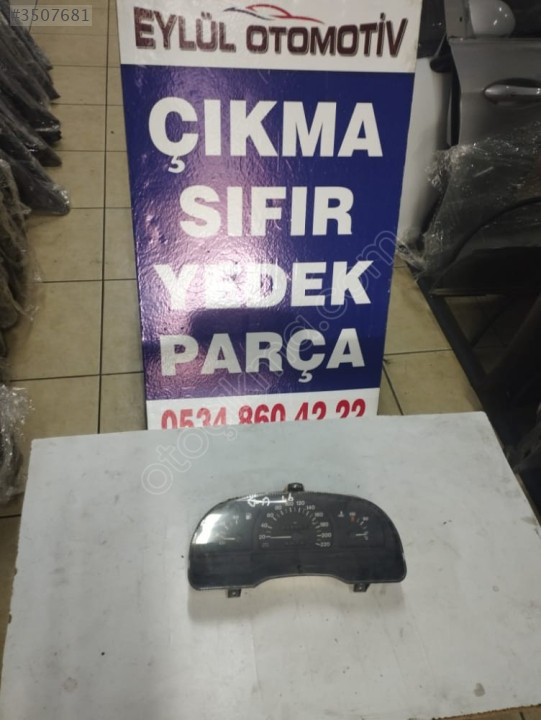 #3507681
EYLÜL OTOMOTİV
ÇIKMA
SIFIR
YEDEK
PARÇA
0534 860 42 22